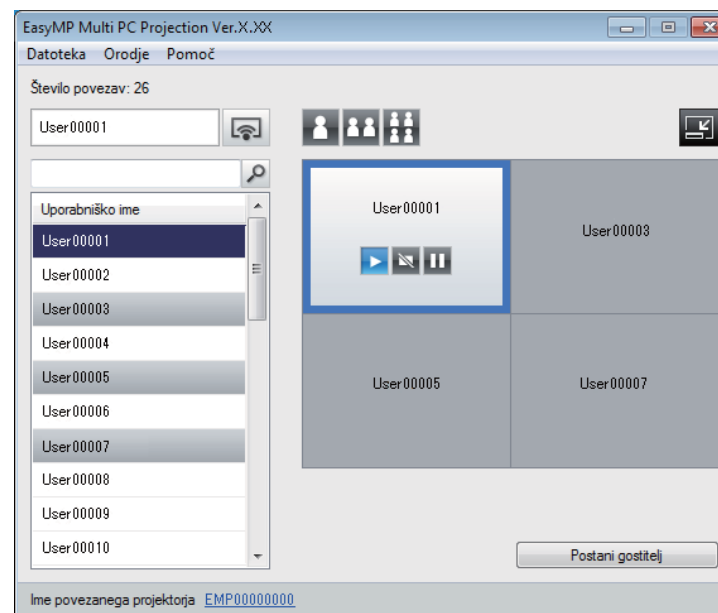 EasyMP Multi PC Projection Ver.X.XX
Datoteka Orodje Pomoč
Število povezav: 26
User00001
Uporabniško ime
User00001
User00002
User00003
User00004
User00005
User00006
User00007
User00008
User00009
User00010
User00001
User00003
User00005
User00007
Postani gostitelj
Ime povezanega projektorja EMP00000000